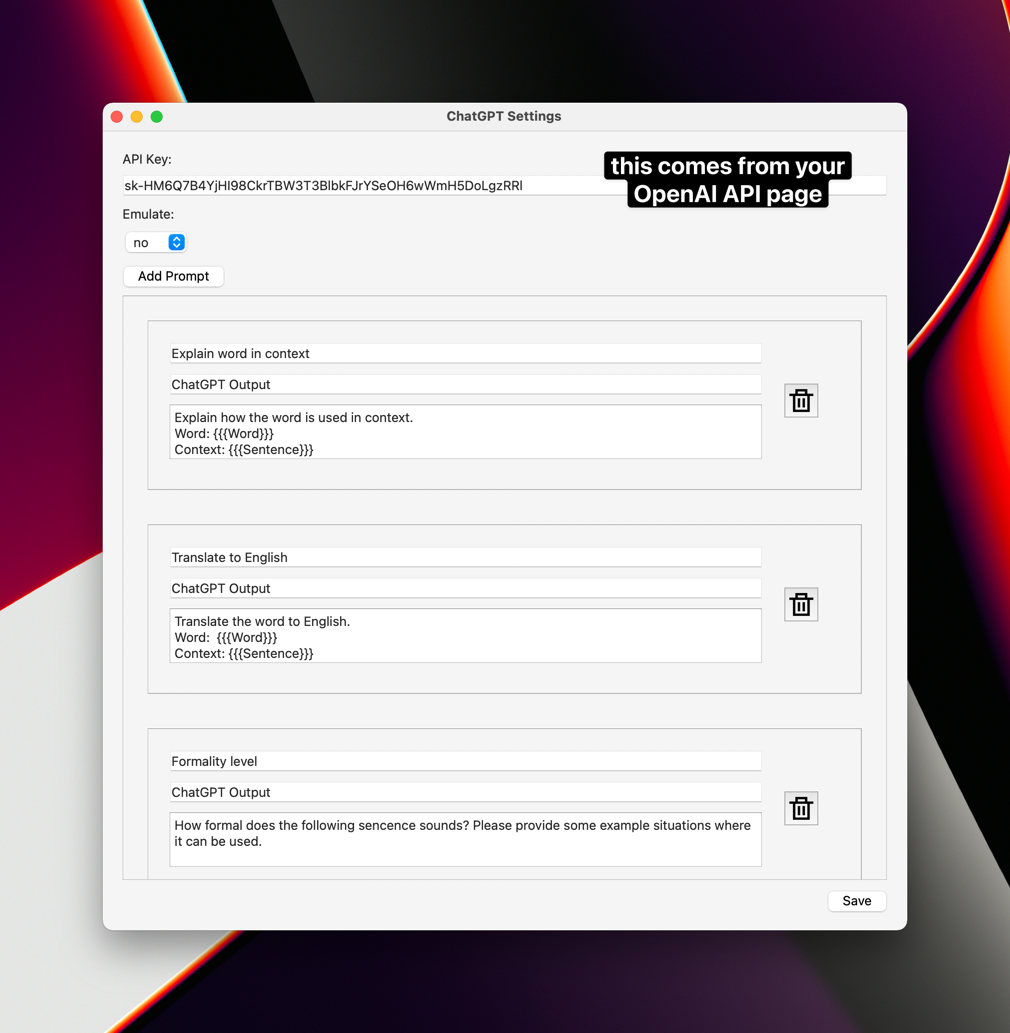 ChatGPT Settings
API Key:
this comes from your
OpenAI API page
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
Emulate:
no
Add Prompt
Explain word in context
ChatGPT Output
Explain how the word is used in context.
Word: {{{Word}}}
Context: {{{Sentence}}}
Translate to English
ChatGPT Output
Translate the word to English.
Word: {{{Word}}}
Context: {{{Sentence}}}
Formality level
ChatGPT Output
How formal does the following sencence sounds? Please provide some example situations where
it can be used.
Save